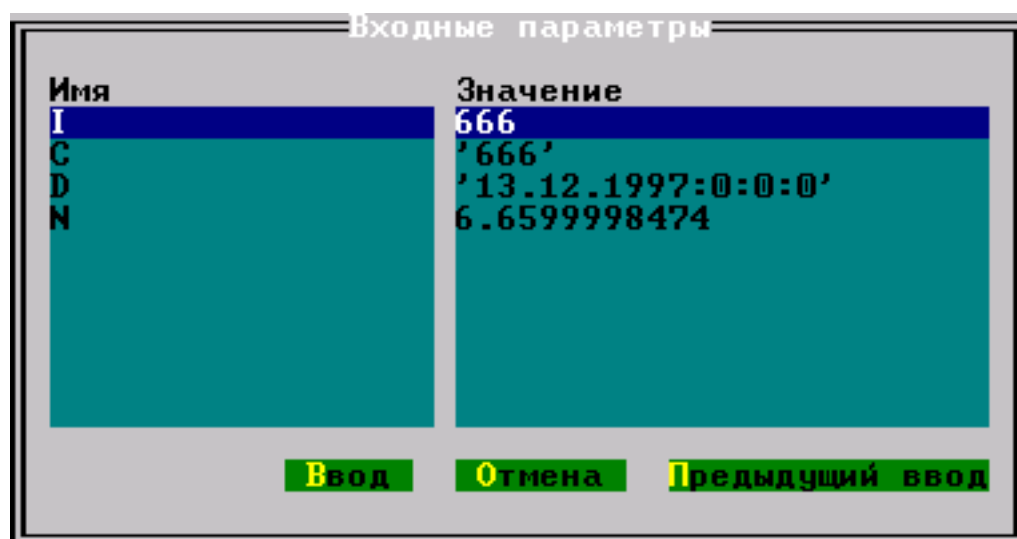 Входные параметры
Имя Значение
I 666
C '666'
D '13.12.1997:0:0:0'
N 6.6599998474
Ввод Отмена Предыдущий ввод